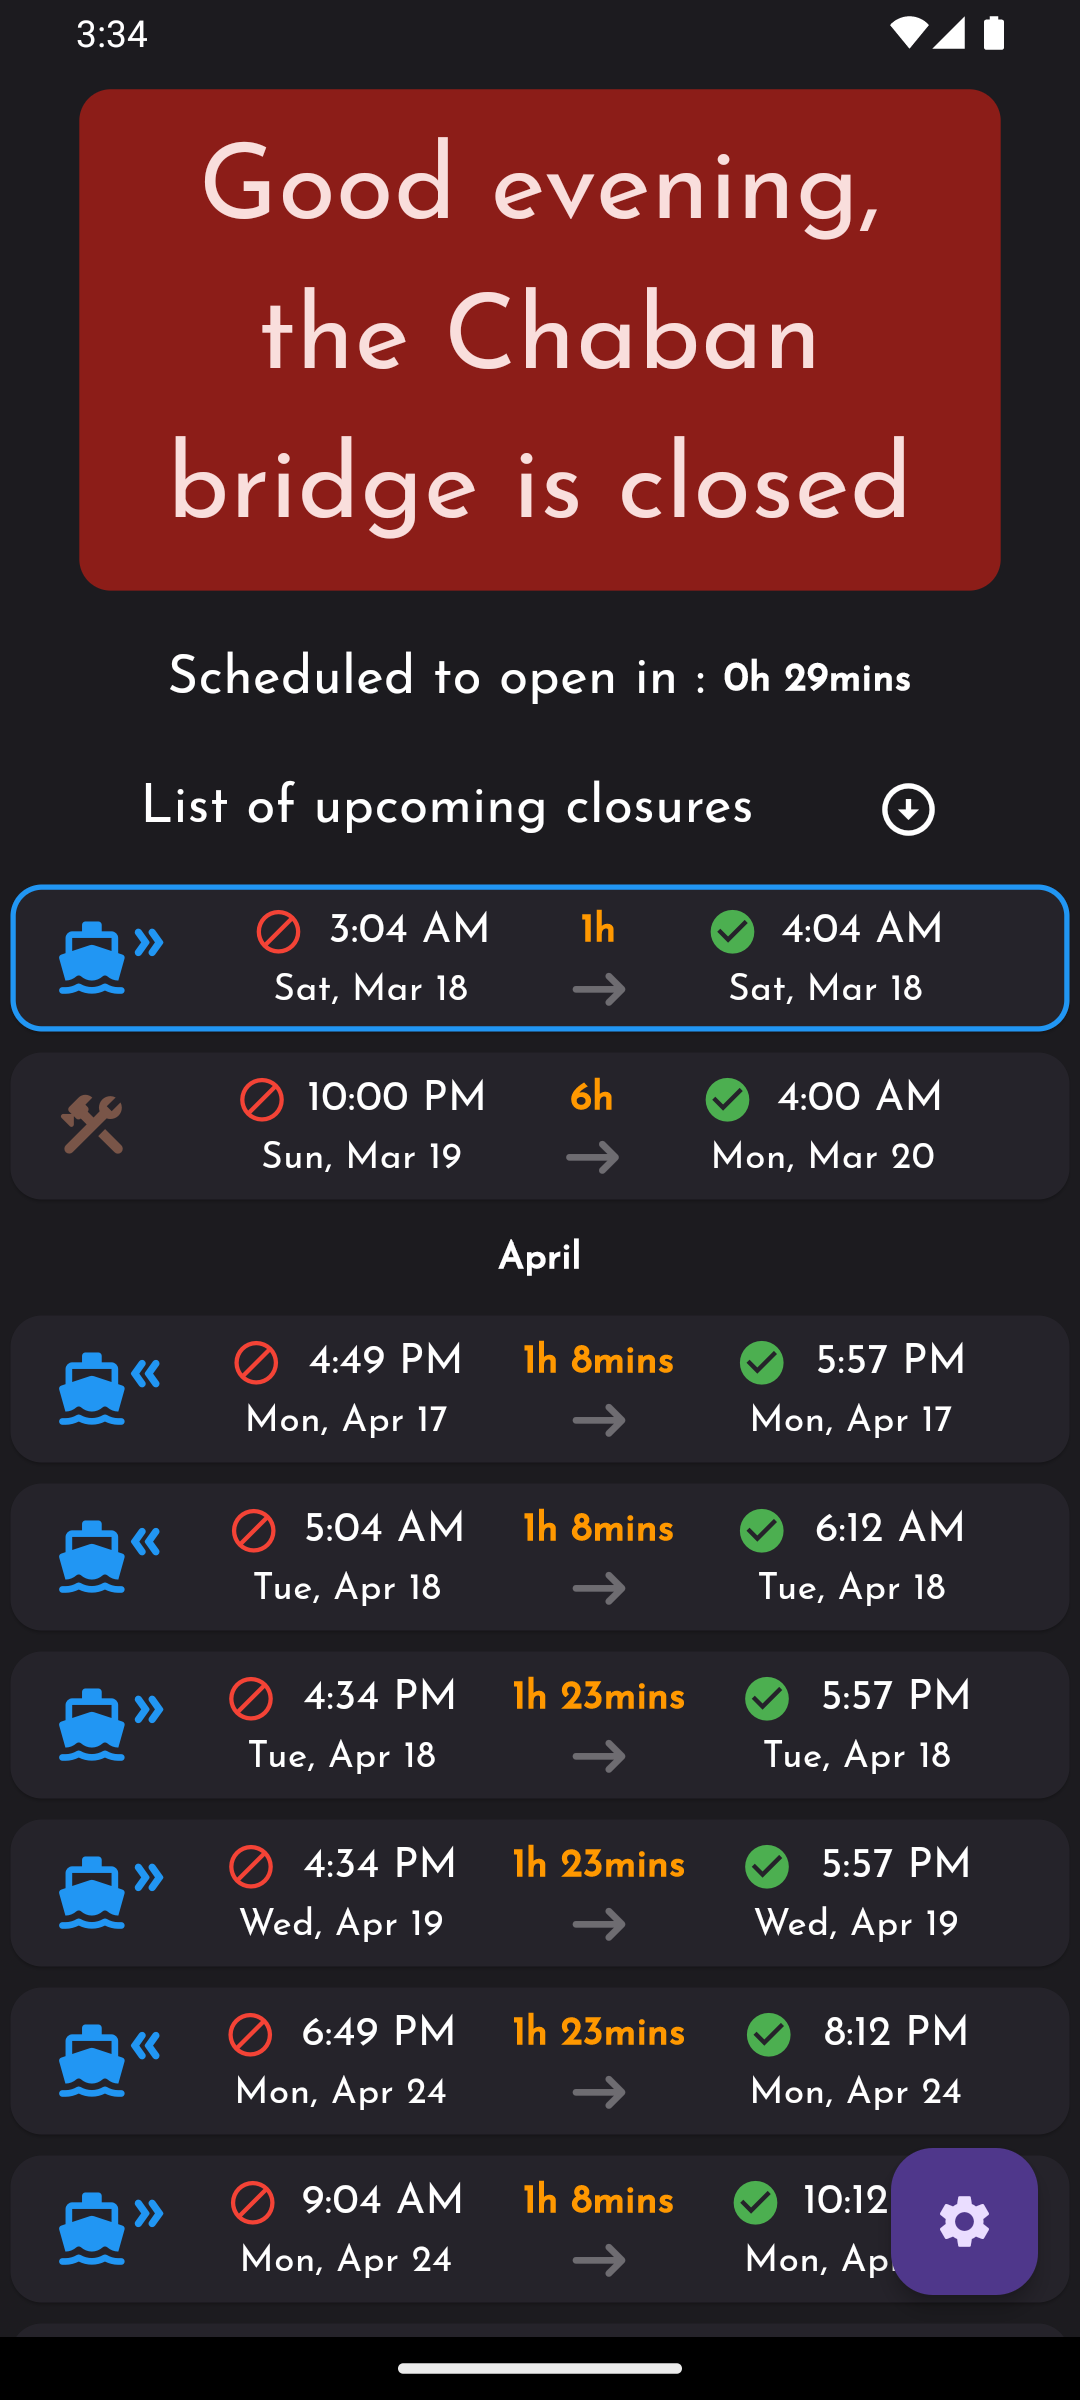 3:34
Good evening,
the Chaban
bridge is closed
Scheduled to open in : 0h 29mins
List of upcoming closures
3:04 AM 1h 4:04 AM
Sat, Mar 18 Sat, Mar 18
10:00 PM 6h 4:00 AM
Sun, Mar 19 Mon, Mar 20
April
4:49 PM 1h 8mins 5:57 PM
Mon, Apr 17 Mon, Apr 17
5:04 AM 1h 8mins 6:12 AM
Tue, Apr 18 Tue, Apr 18
4:34 PM 1h 23mins 5:57 PM
Tue, Apr 18 Tue, Apr 18
4:34 PM 1h 23mins 5:57 PM
Wed, Apr 19 Wed, Apr 19
6:49 PM 1h 23mins 8:12 PM
Mon, Apr 24 Mon, Apr 24
9:04 AM 1h 8mins 10:12
Mon, Apr 24 Mon,